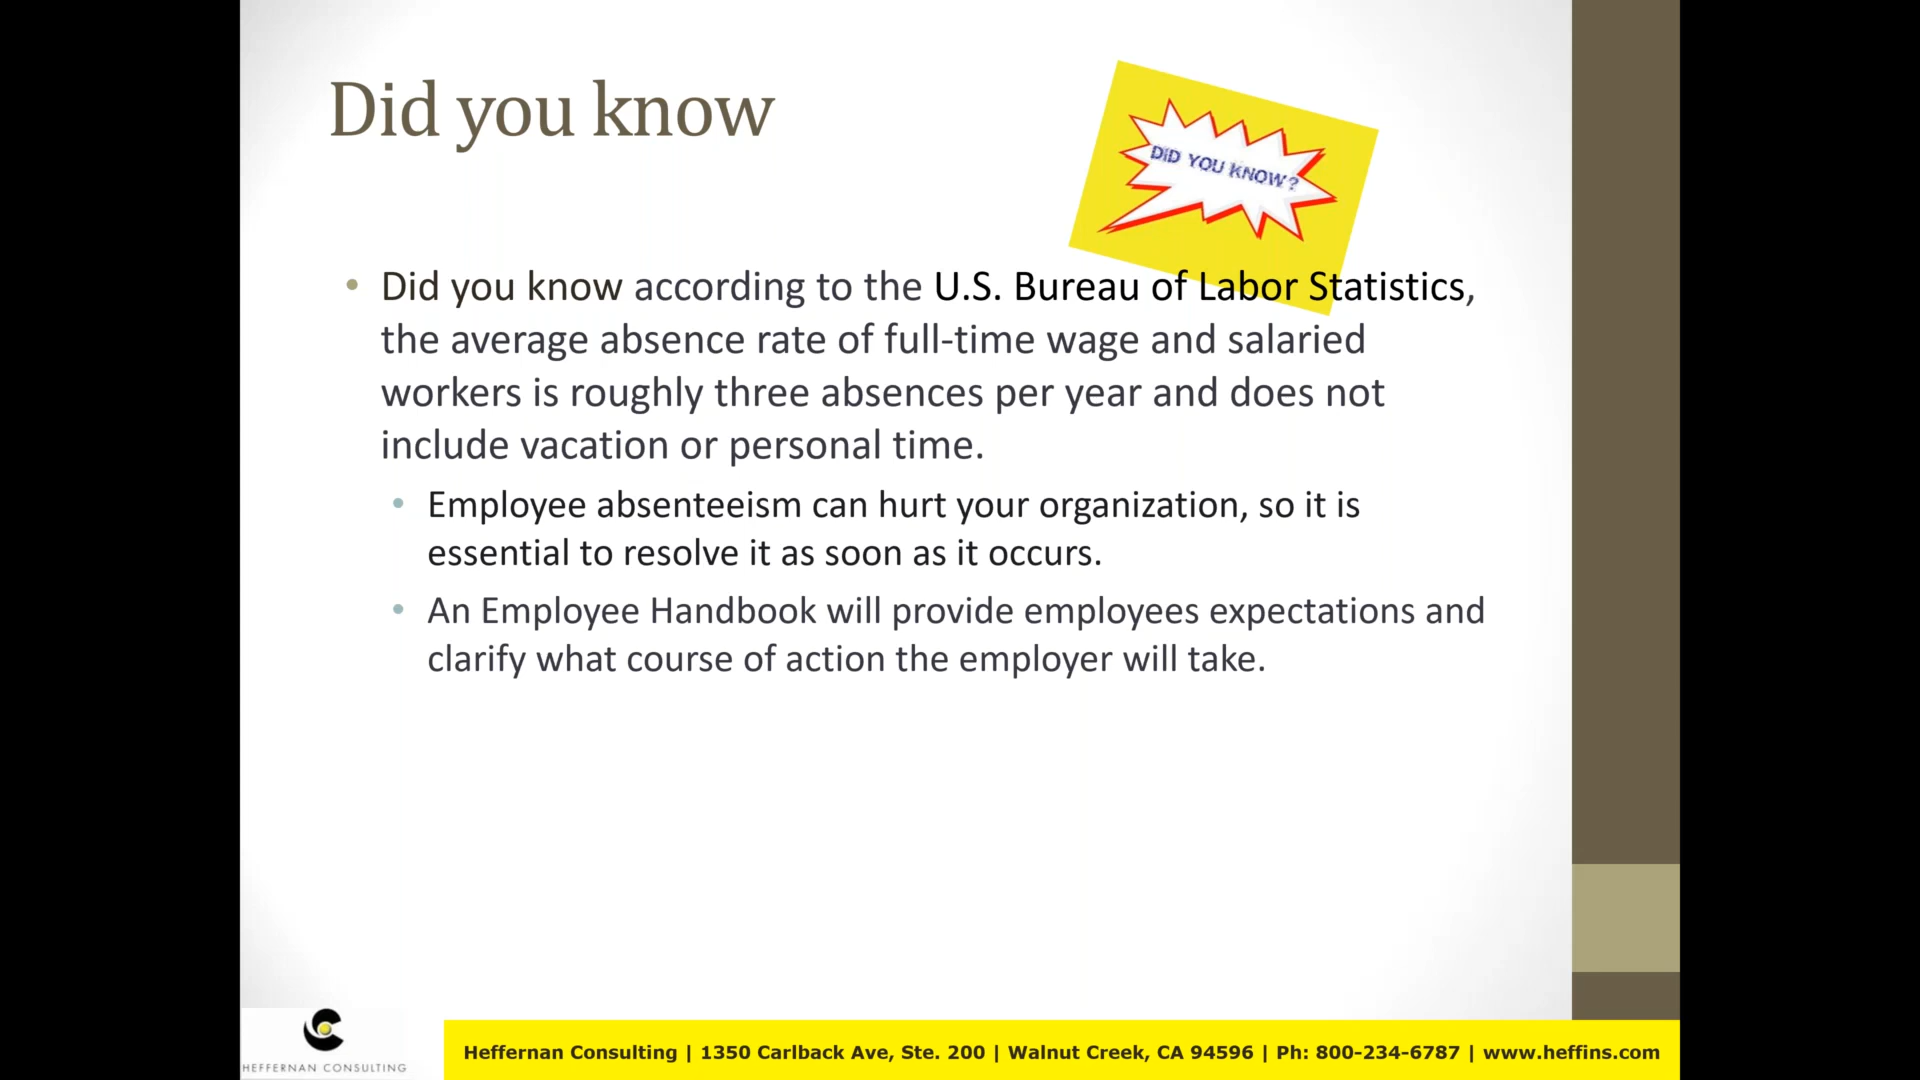 Did you know
DID YOU KNOW?
• Did you know according to the U.S. Bureau of Labor Statistics,
the average absence rate of full-time wage and salaried
workers is roughly three absences per year and does not
include vacation or personal time.
• Employee absenteeism can hurt your organization, so it is
essential to resolve it as soon as it occurs.
• An Employee Handbook will provide employees expectations and
clarify what course of action the employer will take.
HEFFERNAN CONSULTING
Heffernan Consulting | 1350 Carlback Ave, Ste. 200 | Walnut Creek, CA 94596 | Ph: 800-234-6787 | www.heffins.com